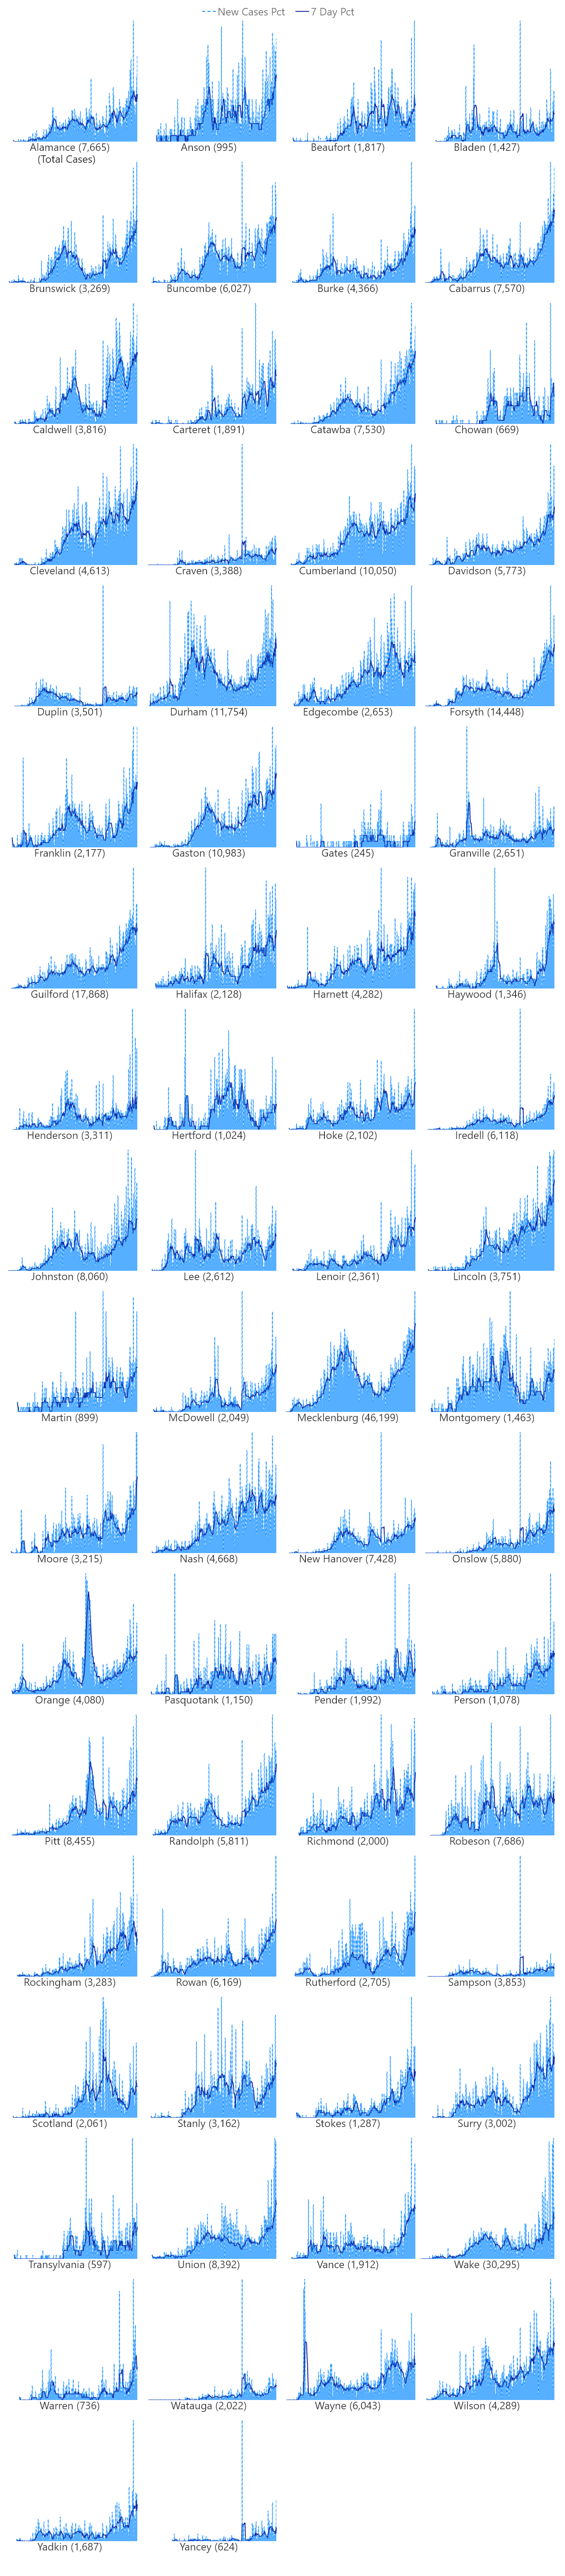 New Cases Pct 7 Day Pct
Alamance (7,665) Anson (995) Beaufort (1,817) Bladen (1,427)
(Total Cases)
Brunswick (3,269) Buncombe (6,027) Burke (4,366) Cabarrus (7,570)
Caldwell (3,816) Carteret (1,891) Catawba (7,530) Chowan (669)
Cleveland (4,613) Craven (3,388) Cumberland (10,050) Davidson (5,773)
Duplin (3,501) Durham (11,754) Edgecombe (2,653) Forsyth (14,448)
Franklin (2,177) Gaston (10,983) Gates (245) Granville (2,651)
Guilford (17,868) Halifax (2,128) Harnett (4,282) Haywood (1,346)
Henderson (3,311) Hertford (1,024) Hoke (2,102) Iredell (6,118)
Johnston (8,060) Lee (2,612) Lenoir (2,361) Lincoln (3,751)
Martin (899) McDowell (2,049) Mecklenburg (46,199) Montgomery (1,463)
Moore (3,215) Nash (4,668) New Hanover (7,428) Onslow (5,880)
Orange (4,080) Pasquotank (1,150) Pender (1,992) Person (1,078)
Pitt (8,455) Randolph (5,811) Richmond (2,000) Robeson (7,686)
Rockingham (3,283) Rowan (6,169) Rutherford (2,705) Sampson (3,853)
Scotland (2,061) Stanly (3,162) Stokes (1,287) Surry (3,002)
Transylvania (597) Union (8,392) Vance (1,912) Wake (30,295)
Warren (736) Watauga (2,022) Wayne (6,043) Wilson (4,289)
Yadkin (1,687) Yancey (624)